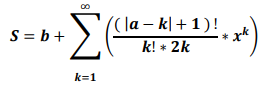 ∞
S = b + ∑ ( ( |a − k| + 1 ) ! / k! * 2k * x^k )
k=1